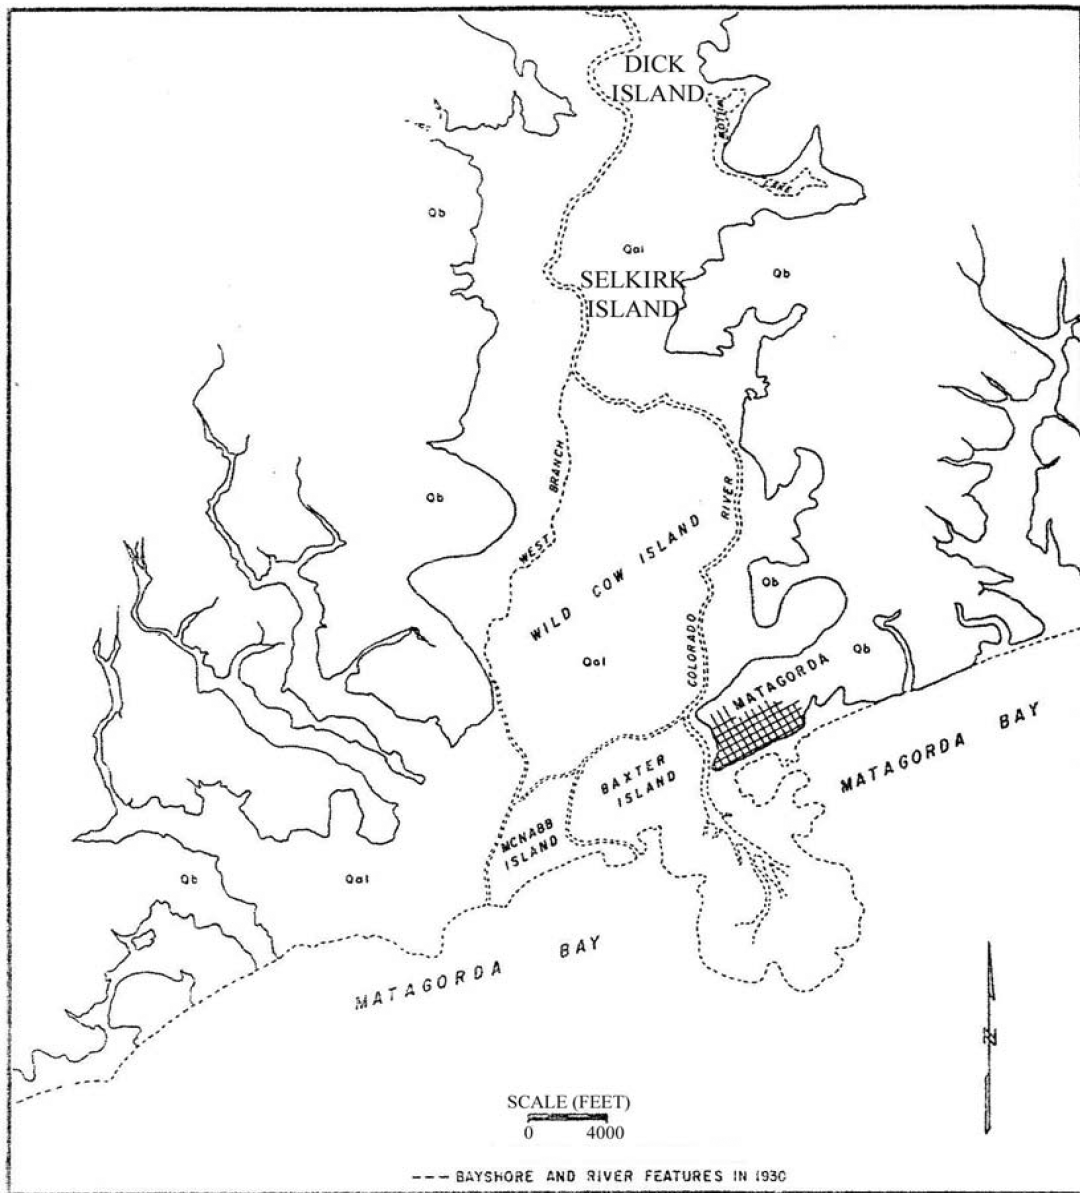 DICK
ISLAND
LAKE
Qb
Qal
SELKIRK
ISLAND
Qb
BRANCH
WEST
Qb
WILD COW ISLAND
RIVER
COLORADO
Qb
Qal
MATAGORDA
Qb
BAXTER
ISLAND
MATAGORDA BAY
MCNABB
ISLAND
Qb
Qal
MATAGORDA BAY
N
SCALE (FEET)
0 4000
--- BAYSHORE AND RIVER FEATURES IN 1930